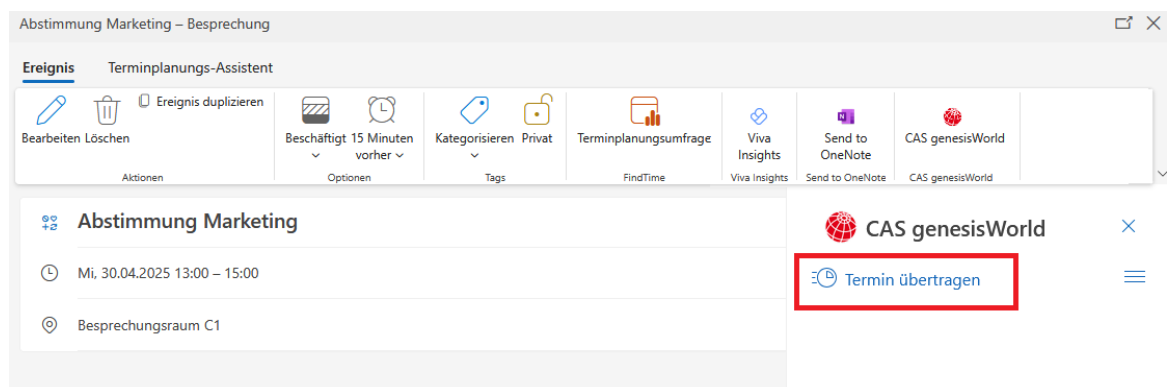 Abstimmung Marketing – Besprechung
Ereignis Terminplanungs-Assistent
Ereignis duplizieren
Bearbeiten Löschen
Beschäftigt 15 Minuten vorher
Kategorisieren Privat
Terminplanungsumfrage
Viva Insights
Send to OneNote
CAS genesisWorld
Aktionen Optionen Tags FindTime Viva Insights Send to OneNote CAS genesisWorld
Abstimmung Marketing
Mi, 30.04.2025 13:00 – 15:00
Besprechungsraum C1
CAS genesisWorld
Termin übertragen